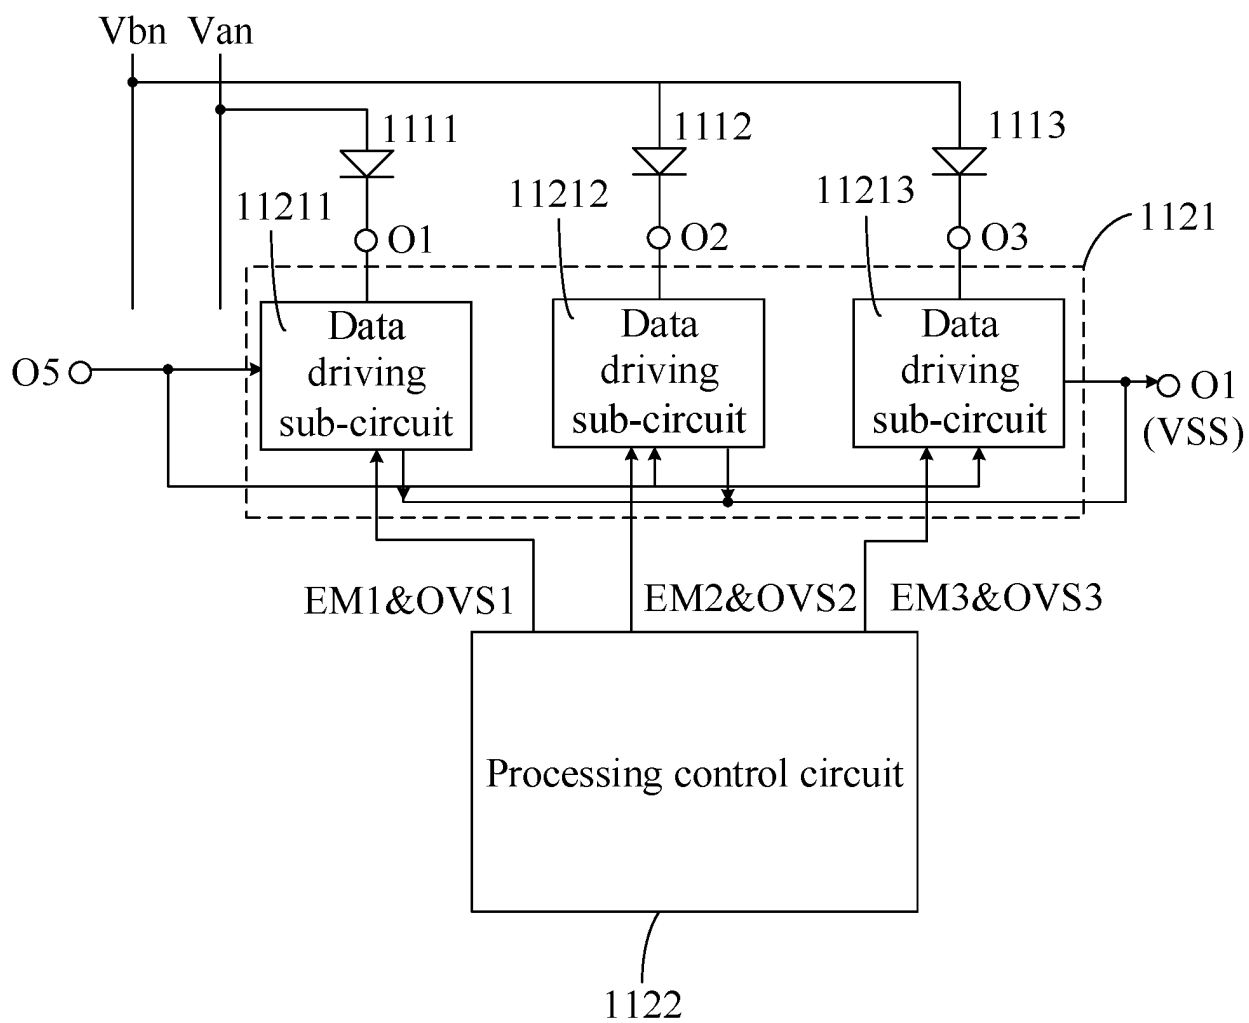 Vbn Van
1111 1112 1113
11211 11212 11213 1121
O1 O2 O3
Data
driving
sub-circuit
Data
driving
sub-circuit
Data
driving
sub-circuit
O5
O1
(VSS)
EM1&OVS1 EM2&OVS2 EM3&OVS3
Processing control circuit
1122